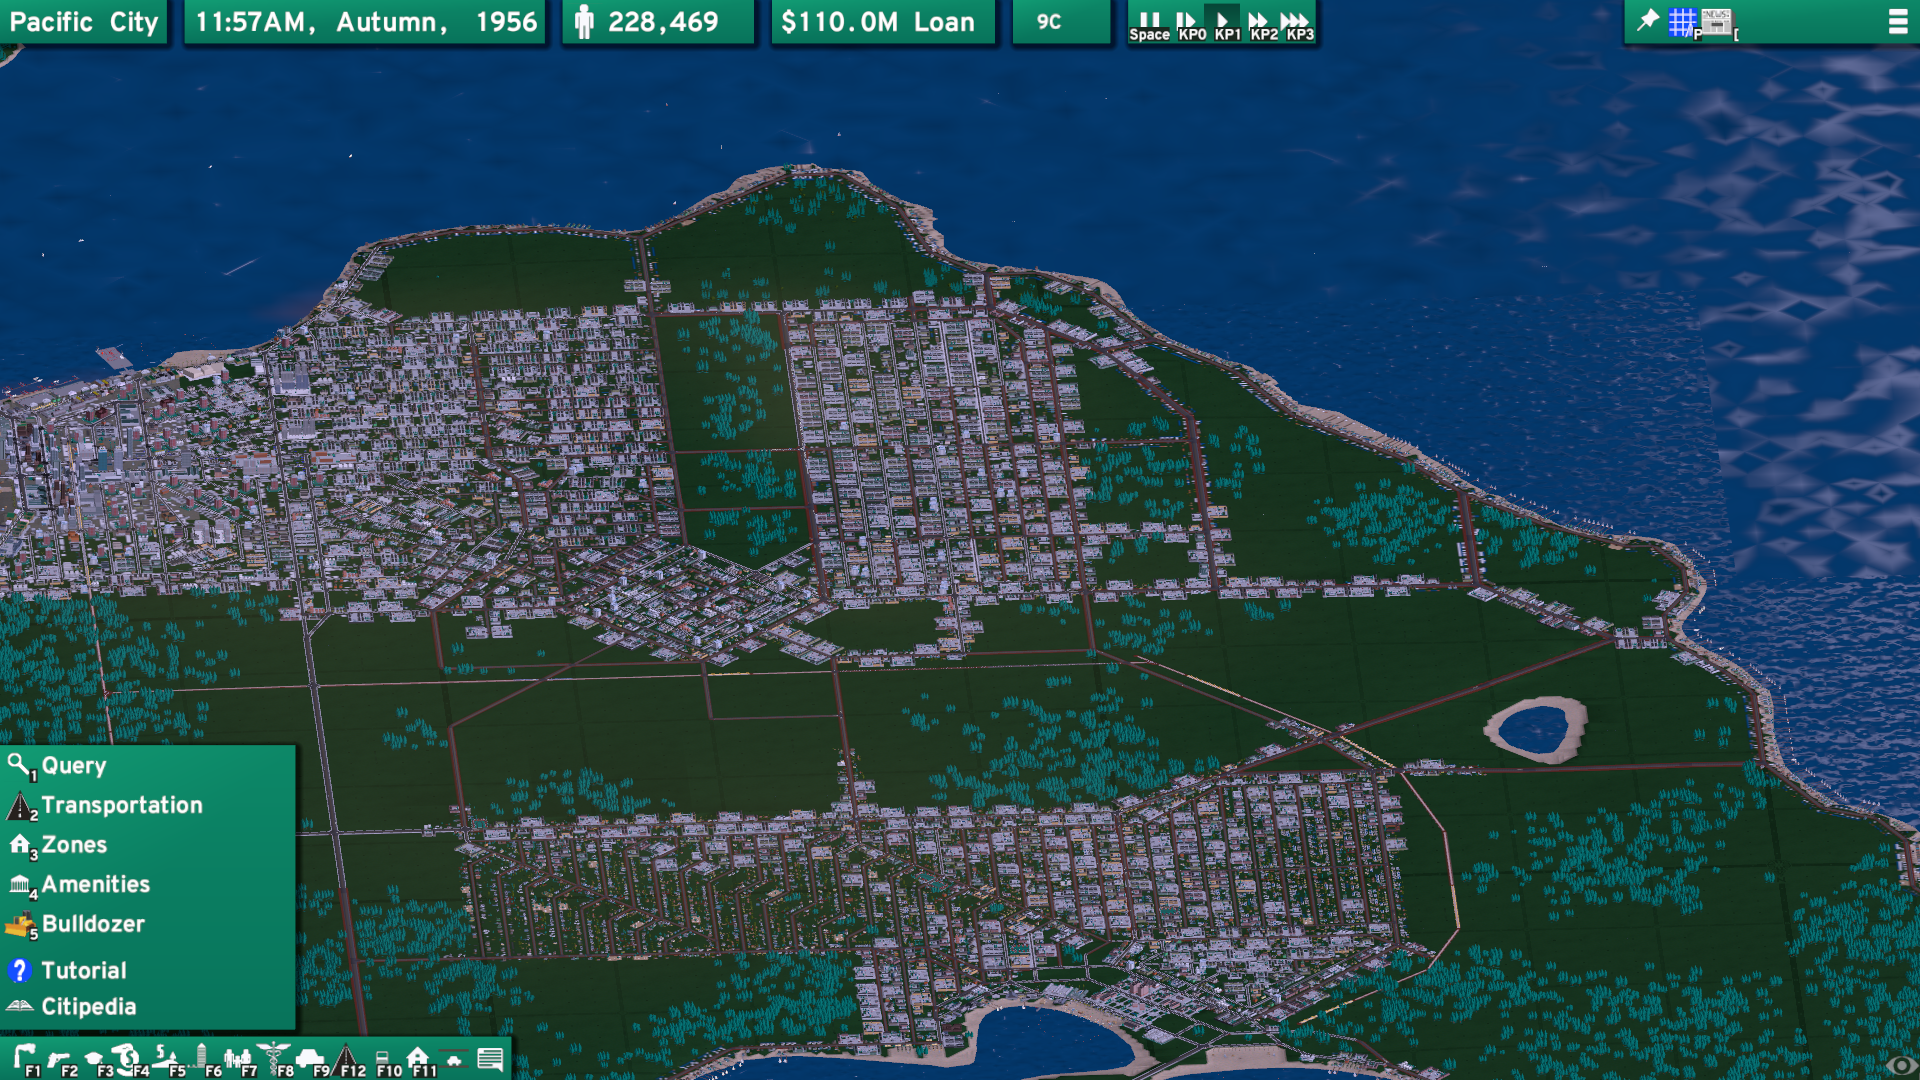 Pacific City
11:57AM, Autumn, 1956
228,469
$110.0M Loan
9C
Space KP0 KP1 KP2 KP3
P NEWS [
1 Query
2 Transportation
3 Zones
4 Amenities
5 Bulldozer
? Tutorial
Citipedia
F1 F2 F3 F4 5 F5 F6 F7 F8 F9 F12 F10 F11